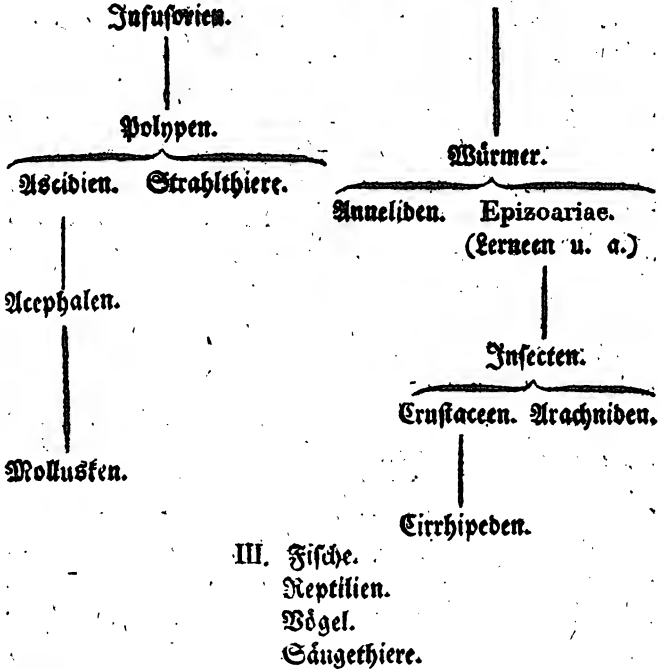 Infusorien.
Polypen.
Ascidien. Strahlthiere.
Acephalen.
Mollusken.
Würmer.
Anneliden. Epizoariae.
(Lerneen u. a.)
Insecten.
Crustaceen. Arachniden.
Cirrhipeden.
III. Fische.
Reptilien.
Vögel.
Säugethiere.